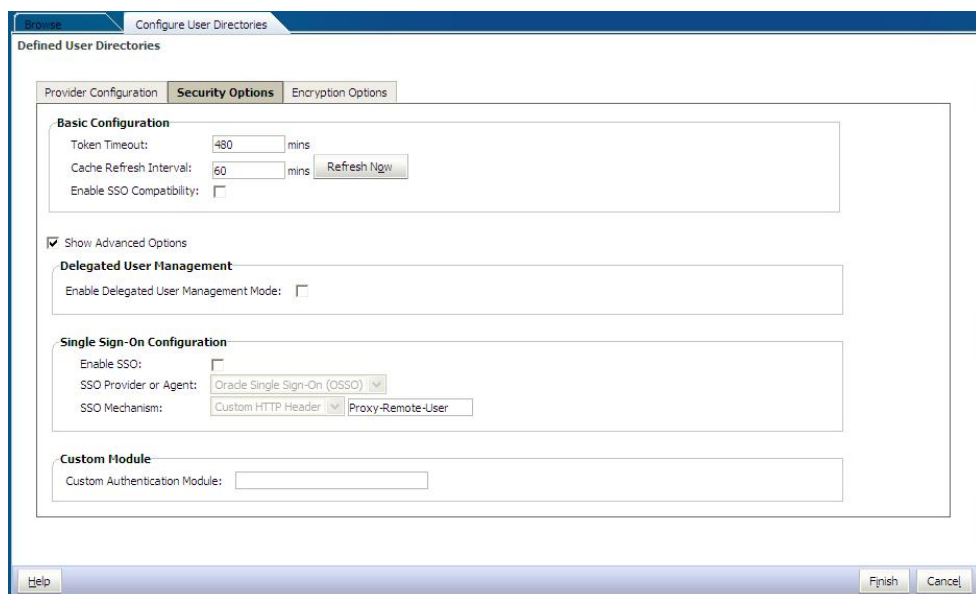 Browse Configure User Directories
Defined User Directories
Provider Configuration Security Options Encryption Options
Basic Configuration
Token Timeout: 480 mins
Cache Refresh Interval: 60 mins Refresh Now
Enable SSO Compatibility:
Show Advanced Options
Delegated User Management
Enable Delegated User Management Mode:
Single Sign-On Configuration
Enable SSO:
SSO Provider or Agent: Oracle Single Sign-On (OSSO)
SSO Mechanism: Custom HTTP Header Proxy-Remote-User
Custom Module
Custom Authentication Module:
Help Finish Cancel